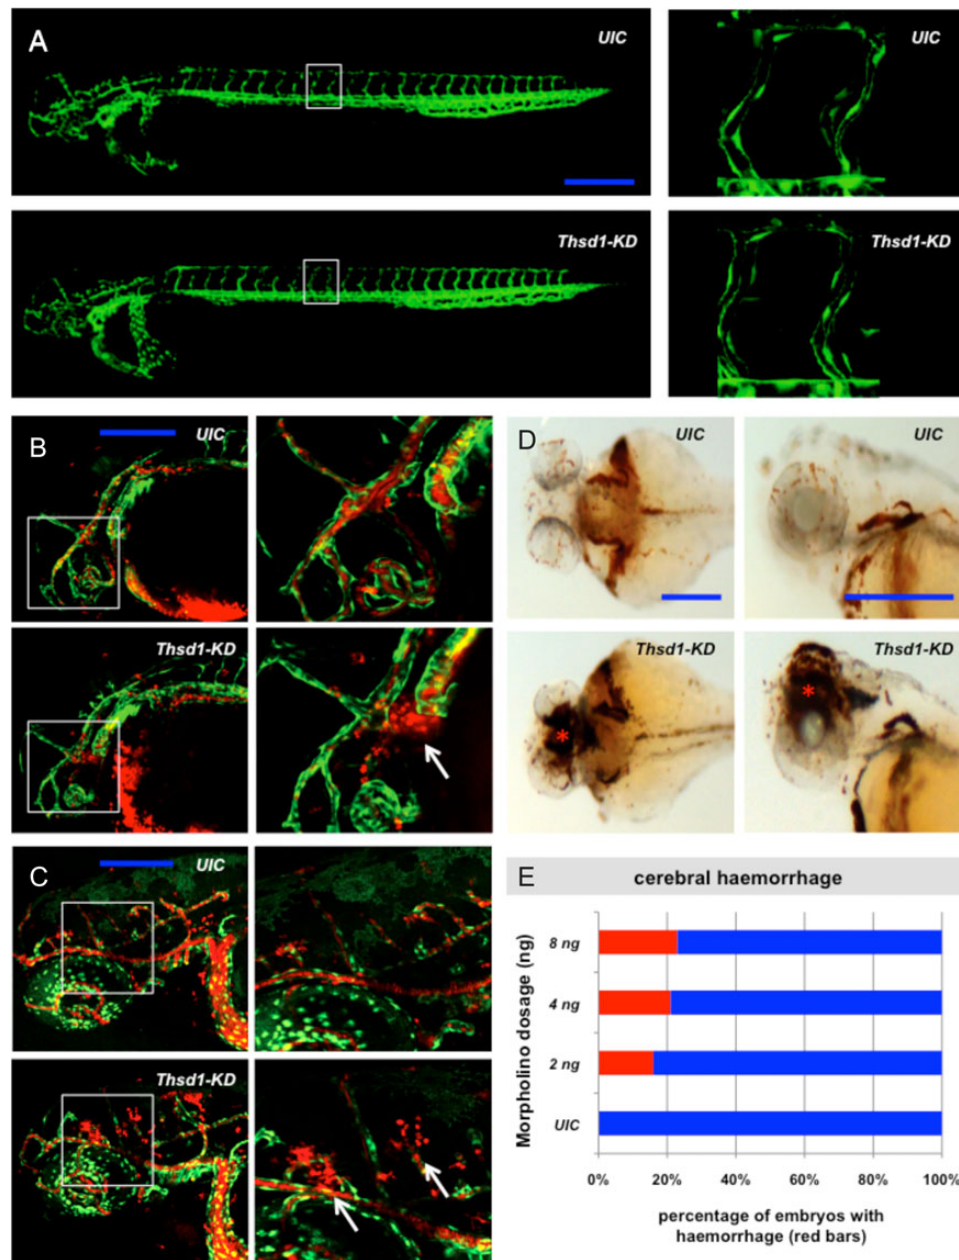 A
UIC
UIC
Thsd1-KD
Thsd1-KD
B
UIC
D
UIC
UIC
Thsd1-KD
*
Thsd1-KD
*
Thsd1-KD
C
UIC
Thsd1-KD
E
cerebral haemorrhage
Morpholino dosage (ng)
8 ng
4 ng
2 ng
UIC
0%
20%
40%
60%
80%
100%
percentage of embryos with
haemorrhage (red bars)